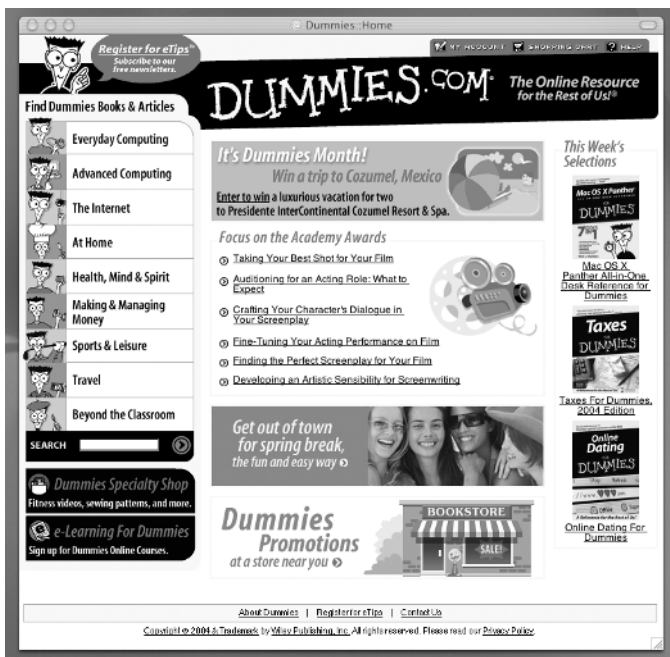 Dummies::Home
Register for eTips™
Subscribe to our
free newsletters.
MY ACCOUNT SHOPPING CART ? HELP
DUMMIES.COM®
The Online Resource
for the Rest of Us!®
Find Dummies Books & Articles
Everyday Computing
Advanced Computing
The Internet
At Home
Health, Mind & Spirit
Making & Managing
Money
Sports & Leisure
Travel
Beyond the Classroom
SEARCH
Dummies Specialty Shop
Fitness videos, sewing patterns, and more.
e-Learning For Dummies
Sign up for Dummies Online Courses.
It's Dummies Month!
Win a trip to Cozumel, Mexico
Enter to win a luxurious vacation for two
to Presidente InterContinental Cozumel Resort & Spa.
Focus on the Academy Awards
Taking Your Best Shot for Your Film
Auditioning for an Acting Role: What to
Expect
Crafting Your Character's Dialogue in
Your Screenplay
Fine-Tuning Your Acting Performance on Film
Finding the Perfect Screenplay for Your Film
Developing an Artistic Sensibility for Screenwriting
Get out of town
for spring break,
the fun and easy way
Dummies
Promotions
at a store near you
BOOKSTORE
SALE!
This Week's
Selections
Mac OS X Panther
DUMMIES
Mac OS X
Panther All-in-One
Desk Reference for
Dummies
Taxes
DUMMIES
Taxes For Dummies,
2004 Edition
Online
Dating
DUMMIES
Online Dating For
Dummies
About Dummies | Register for eTips | Contact Us
Copyright © 2004 & Trademark by Wiley Publishing, Inc. All rights reserved. Please read our Privacy Policy.